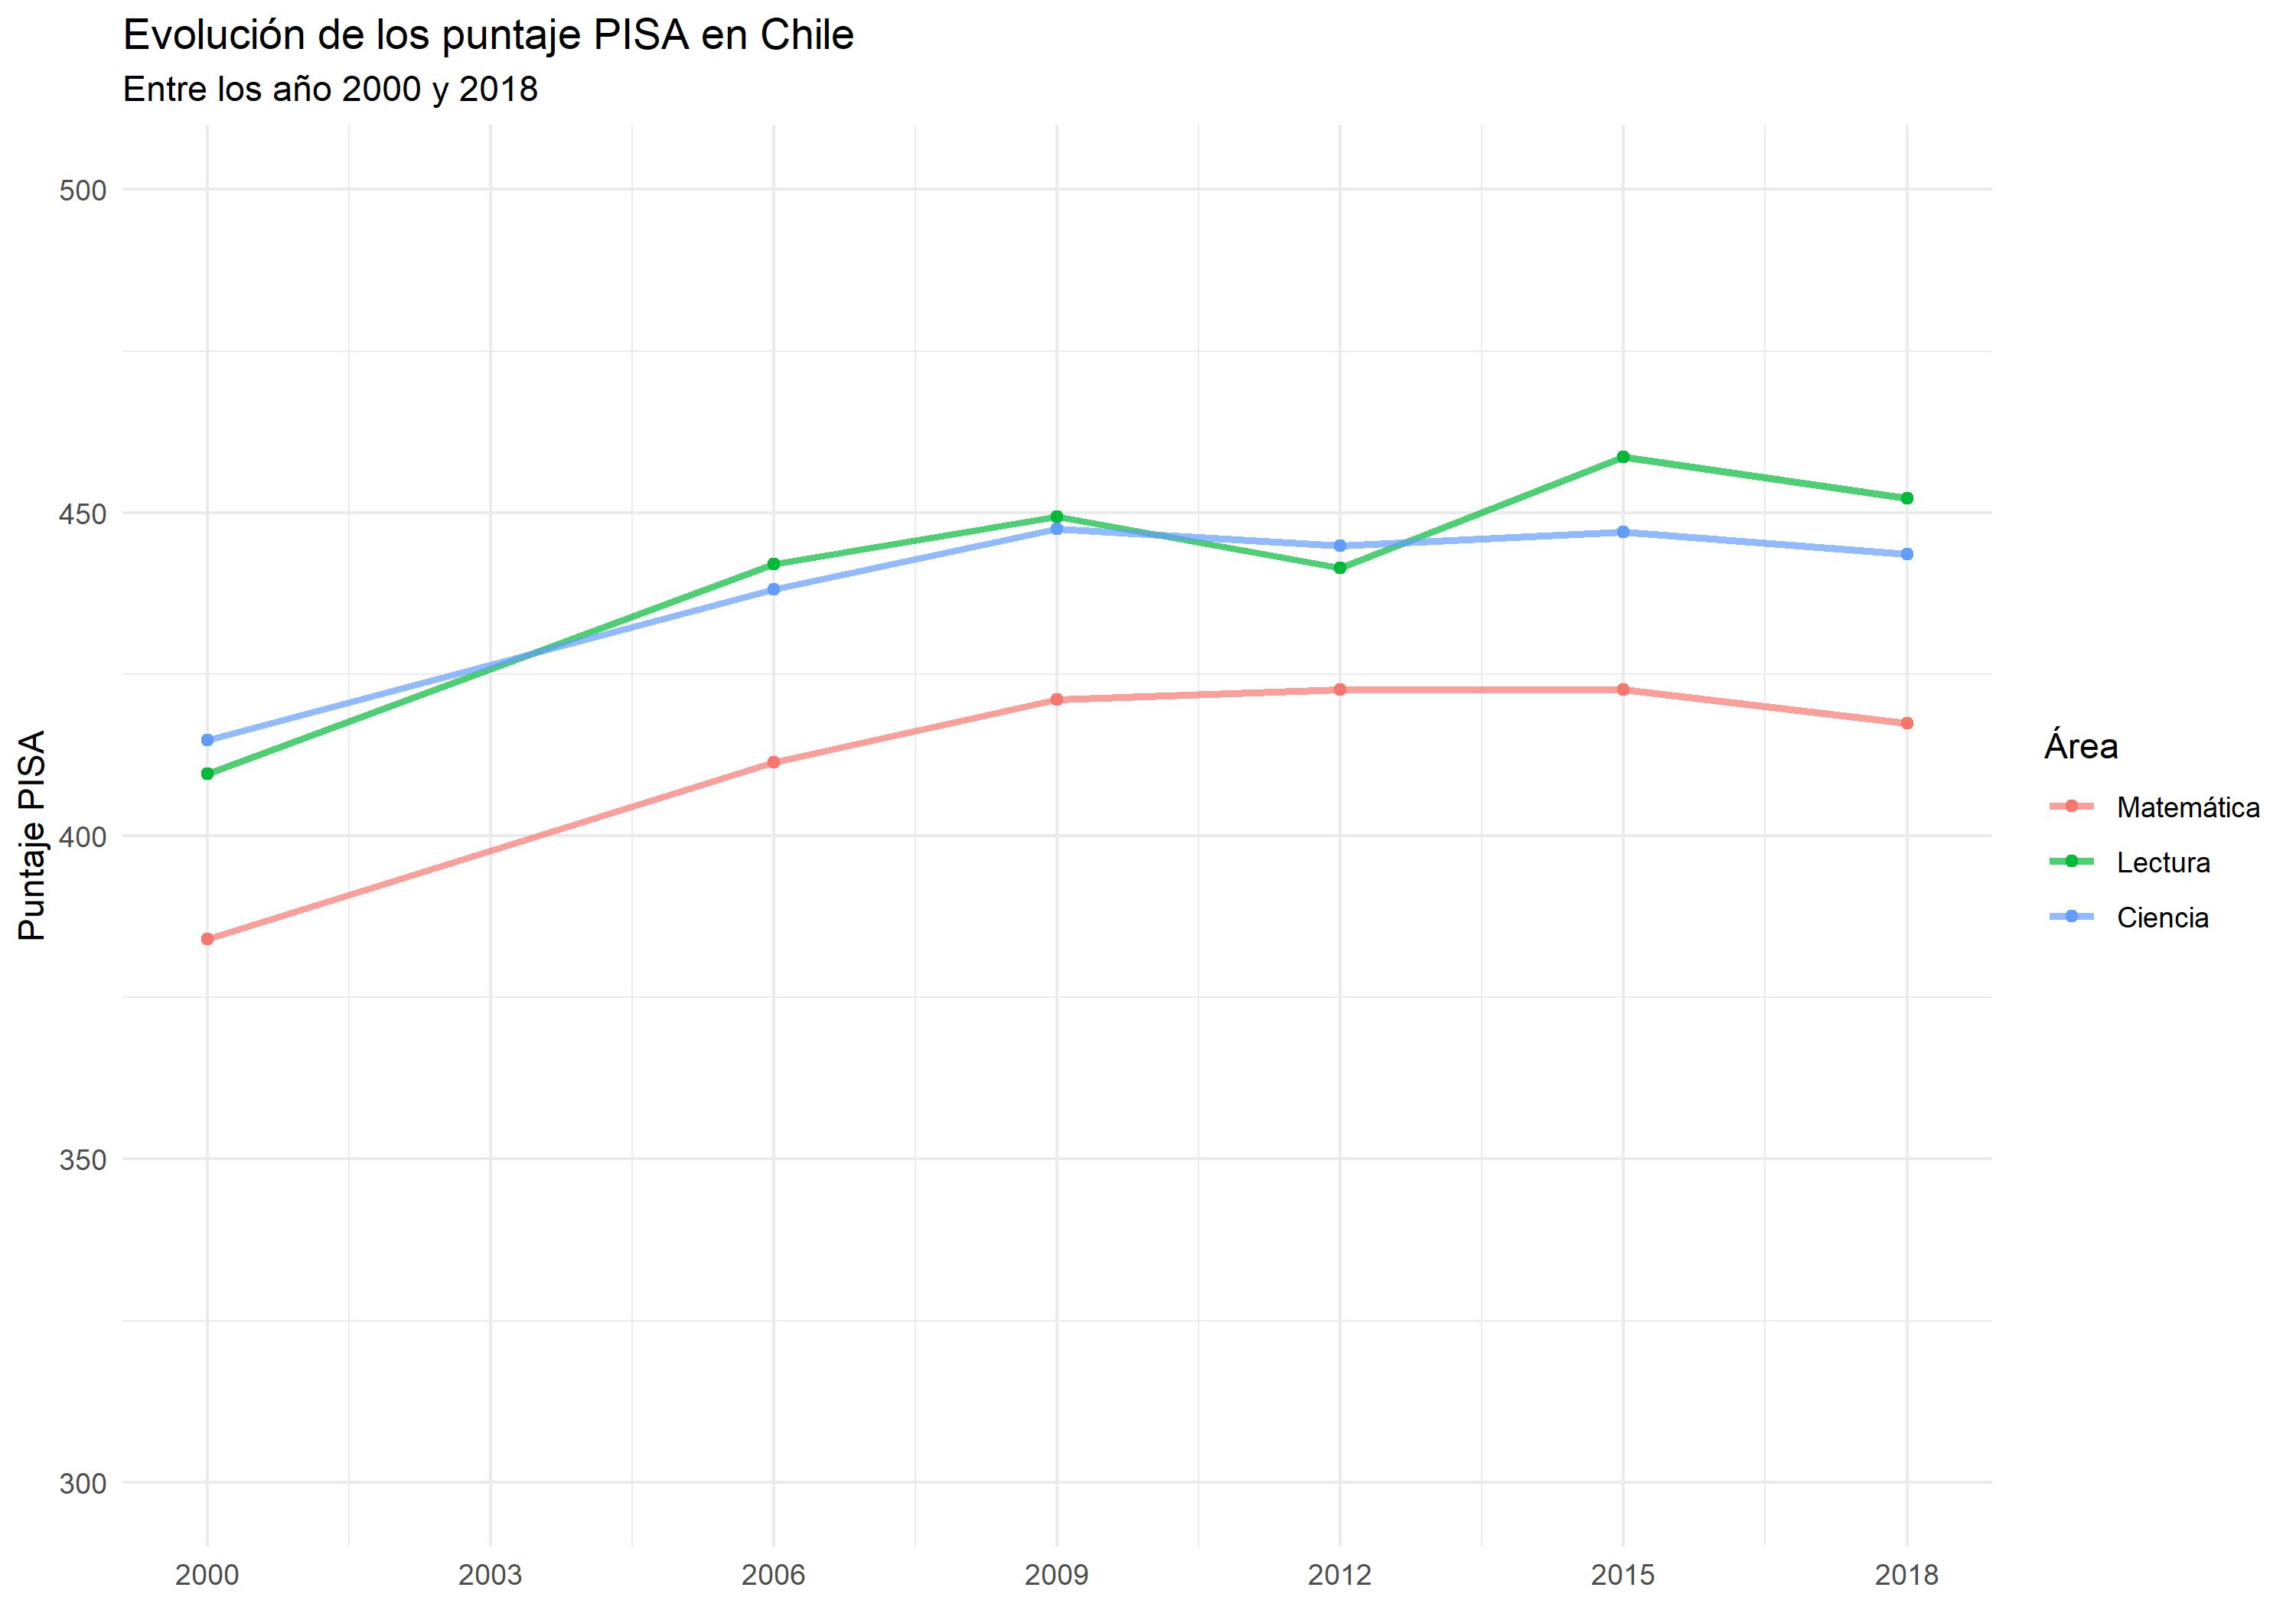 Evolución de los puntaje PISA en Chile
Entre los año 2000 y 2018
Puntaje PISA
500
450
400
350
300
2000 2003 2006 2009 2012 2015 2018
Área
Matemática
Lectura
Ciencia